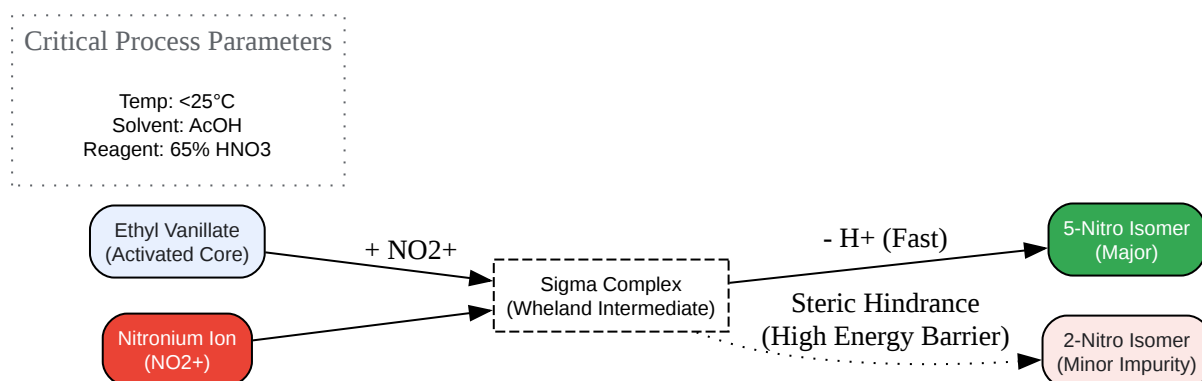 Critical Process Parameters
Temp: <25°C
Solvent: AcOH
Reagent: 65% HNO3
Ethyl Vanillate
(Activated Core)
+ NO2+
Nitronium Ion
(NO2+)
Sigma Complex
(Wheland Intermediate)
- H+ (Fast)
Steric Hindrance
(High Energy Barrier)
5-Nitro Isomer
(Major)
2-Nitro Isomer
(Minor Impurity)